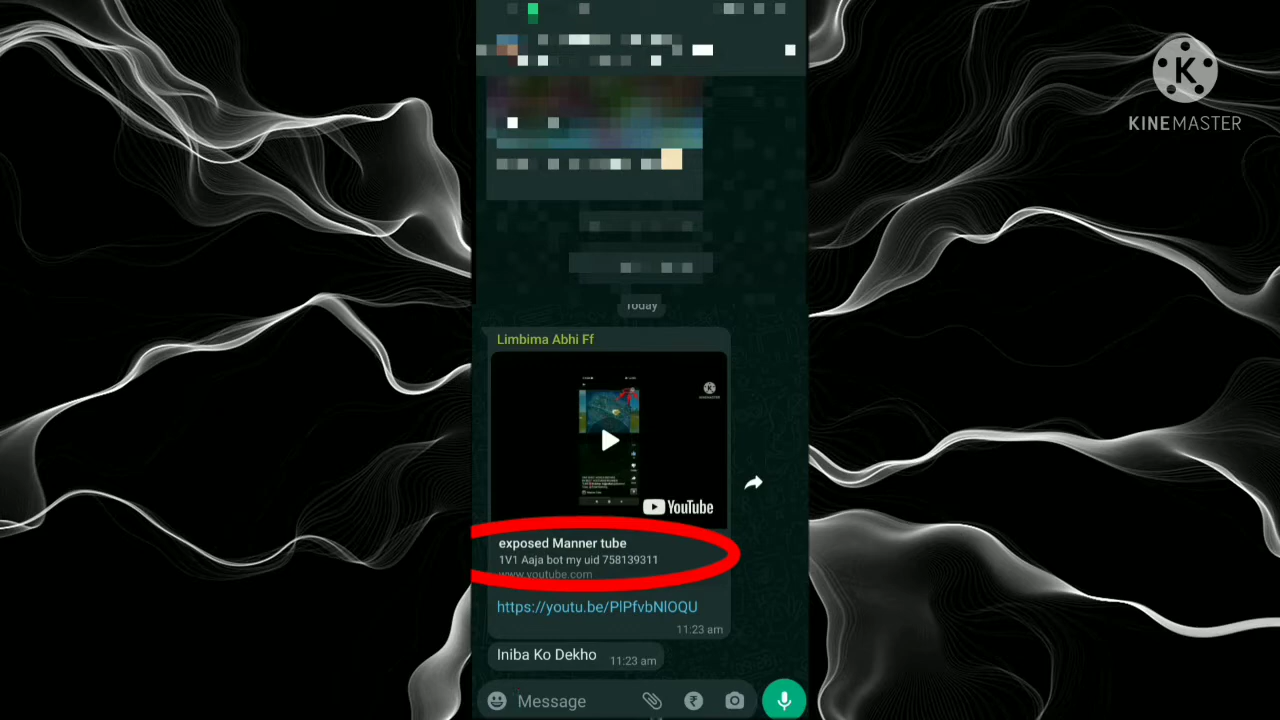 KINEMASTER
Today
Limbima Abhi Ff
YouTube
exposed Manner tube
1V1 Aaja bot my uid 758139311
www.youtube.com
https://youtu.be/PlPfvbNlOQU
11:23 am
Iniba Ko Dekho
11:23 am
Message